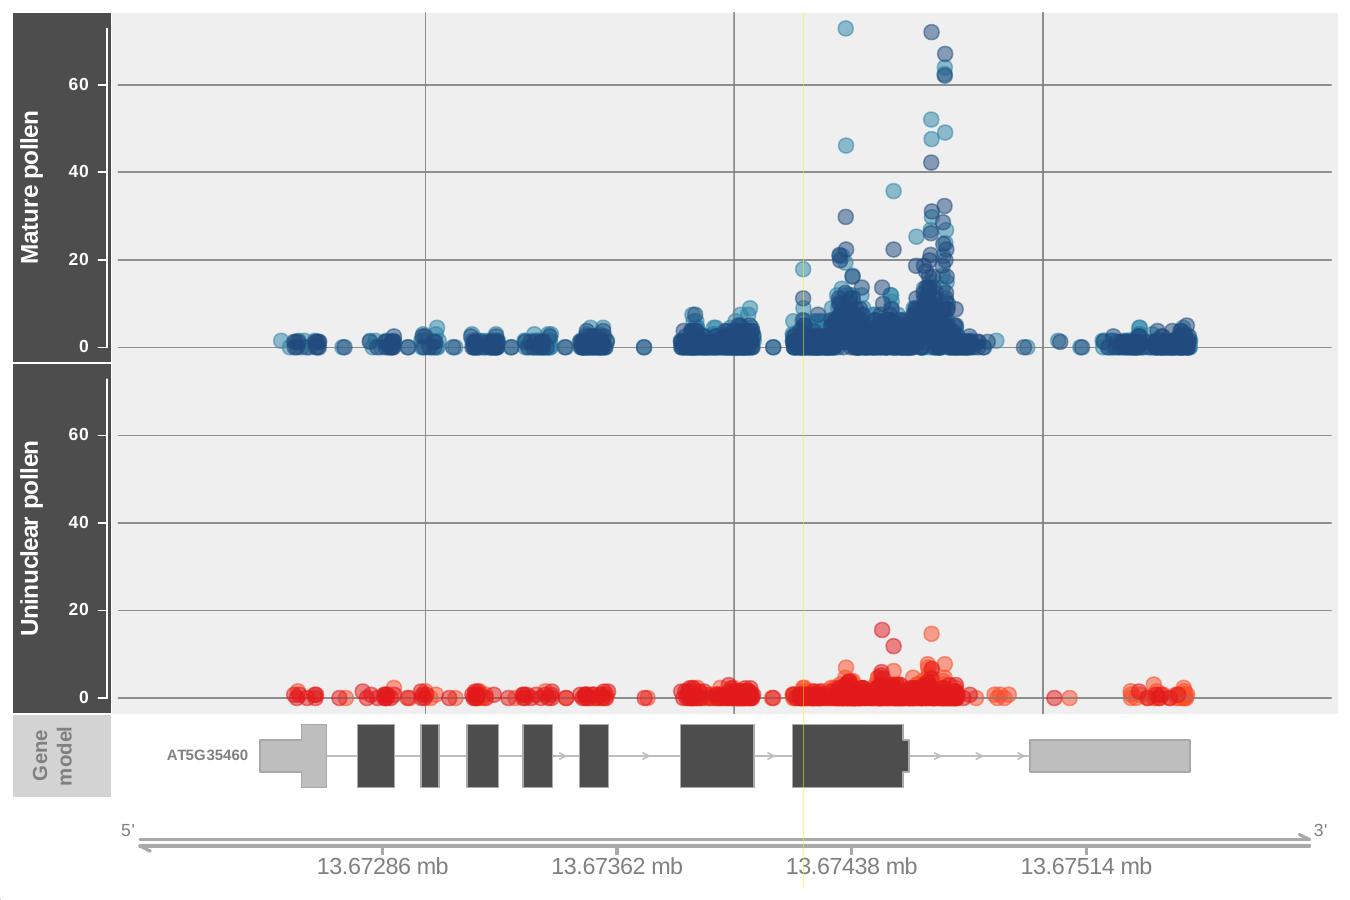 Mature pollen
60
40
20
0
Uninuclear pollen
60
40
20
0
Gene
model
AT5G35460
5'
3'
13.67286 mb
13.67362 mb
13.67438 mb
13.67514 mb